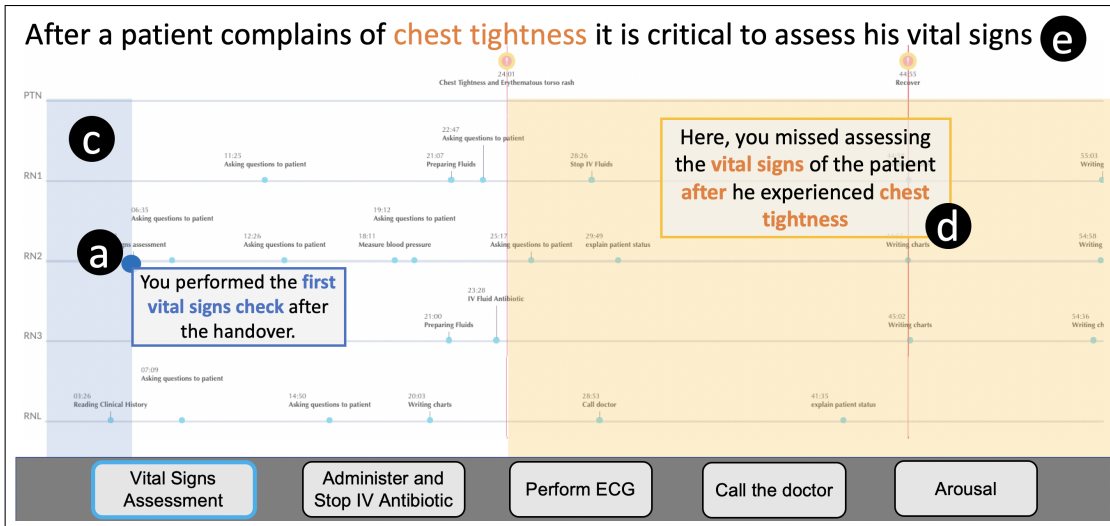 After a patient complains of chest tightness it is critical to assess his vital signs
e
24:01
Chest Tightness and Erythematous torso rash
44:55
Recover
PTN
c
22:47
Asking questions to patient
11:25
Asking questions to patient
21:07
Preparing Fluids
28:26
Stop IV Fluids
55:03
Writing
RN1
Here, you missed assessing
the vital signs of the patient
after he experienced chest
tightness
d
06:35
Asking questions to patient
19:12
Asking questions to patient
assessment
12:26
Asking questions to patient
18:11
Measure blood pressure
25:17
Asking questions to patient
29:49
explain patient status
Writing charts
54:58
Writing
RN2
a
You performed the first
vital signs check after
the handover.
23:28
IV Fluid Antibiotic
21:00
Preparing Fluids
45:02
Writing charts
54:36
Writing ch
RN3
07:09
Asking questions to patient
03:26
Reading Clinical History
14:50
Asking questions to patient
20:03
Writing charts
28:53
Call doctor
41:35
explain patient status
RNL
Vital Signs
Assessment
Administer and
Stop IV Antibiotic
Perform ECG
Call the doctor
Arousal